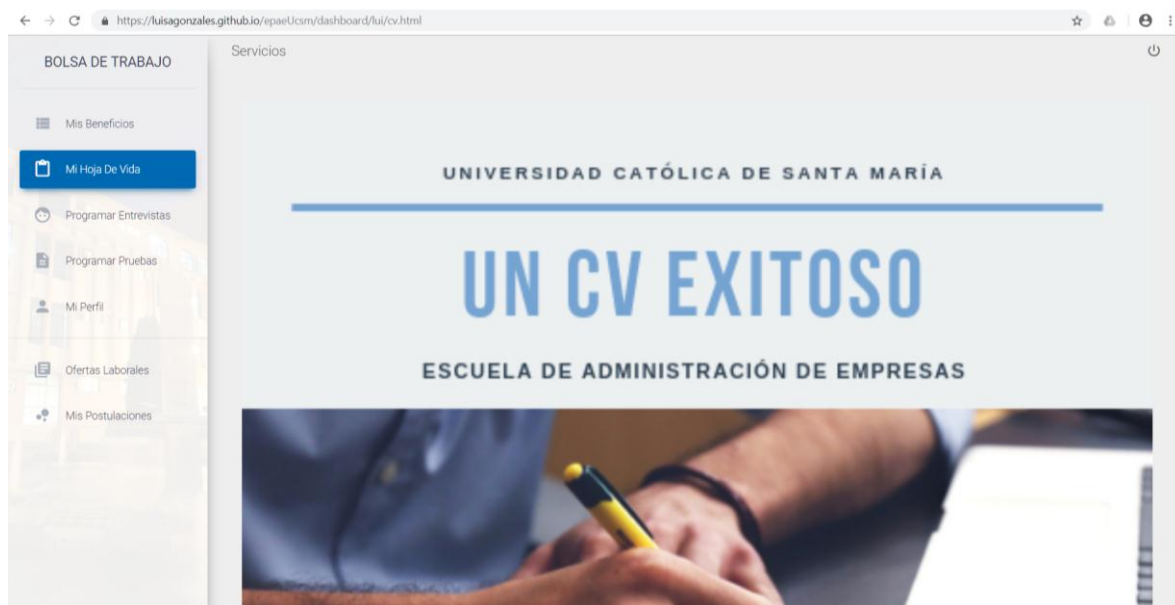 https://luisagonzales.github.io/epaeUcsm/dashboard/lui/cv.html
BOLSA DE TRABAJO
Servicios
Mis Beneficios
Mi Hoja De Vida
Programar Entrevistas
Programar Pruebas
Mi Perfil
Ofertas Laborales
Mis Postulaciones
UNIVERSIDAD CATÓLICA DE SANTA MARÍA
UN CV EXITOSO
ESCUELA DE ADMINISTRACIÓN DE EMPRESAS